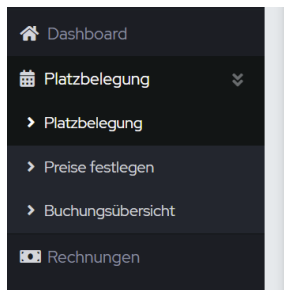 Dashboard
Platzbelegung
Platzbelegung
Preise festlegen
Buchungsübersicht
Rechnungen